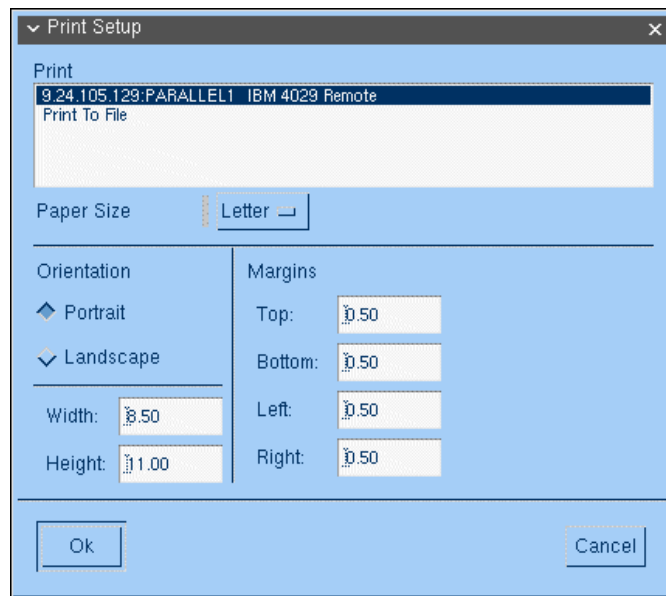 Print Setup
Print
9.24.105.129:PARALLEL1 IBM 4029 Remote
Print To File
Paper Size Letter
Orientation
Portrait
Landscape
Width: 8.50
Height: 11.00
Margins
Top: 0.50
Bottom: 0.50
Left: 0.50
Right: 0.50
Ok Cancel